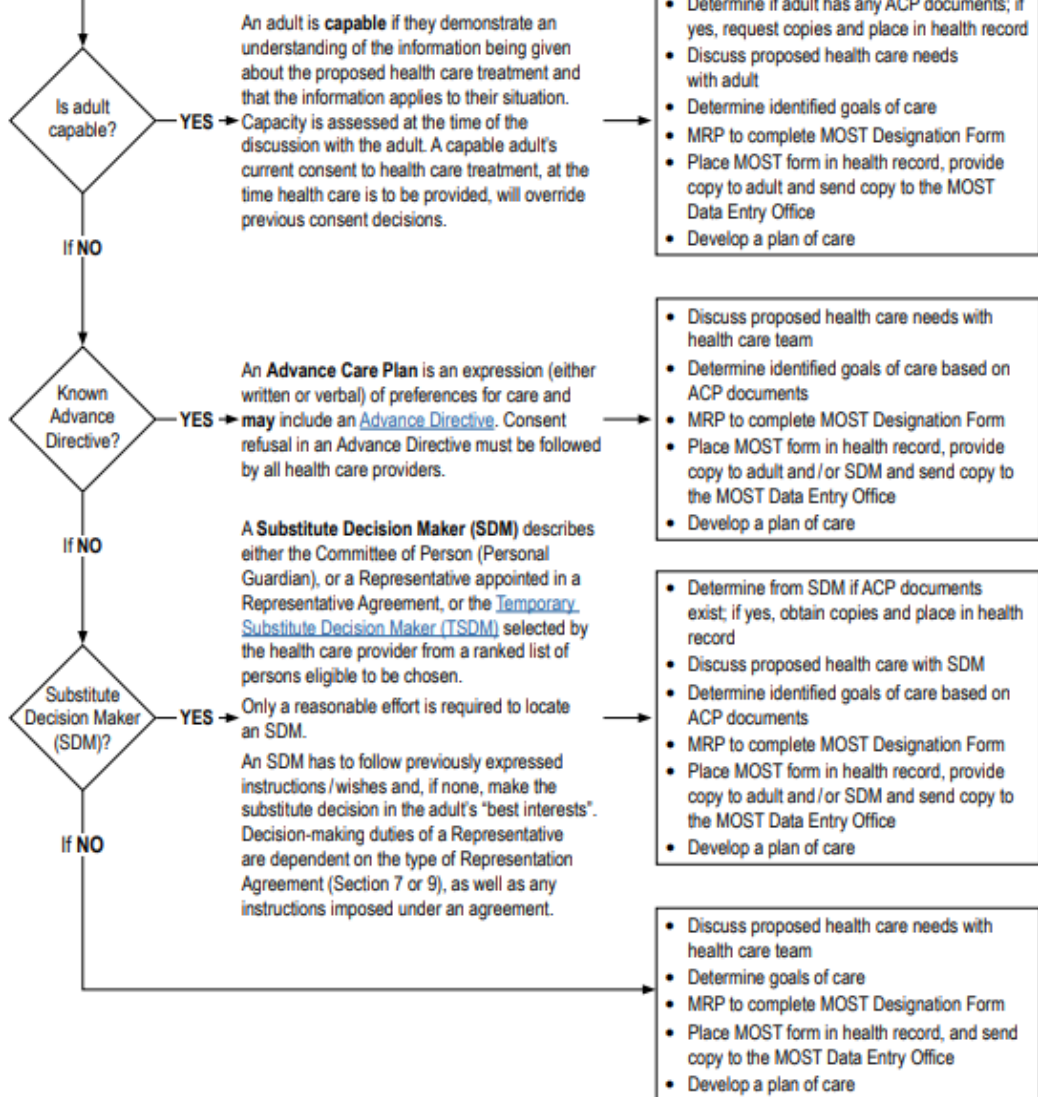 • Determine if adult has any ACP documents; if
yes, request copies and place in health record
• Discuss proposed health care needs
with adult
• Determine identified goals of care
• MRP to complete MOST Designation Form
• Place MOST form in health record, provide
copy to adult and send copy to the MOST
Data Entry Office
• Develop a plan of care
An adult is capable if they demonstrate an
understanding of the information being given
about the proposed health care treatment and
that the information applies to their situation.
Capacity is assessed at the time of the
discussion with the adult. A capable adult's
current consent to health care treatment, at the
time health care is to be provided, will override
previous consent decisions.
Is adult
capable?
YES
If NO
Known
Advance
Directive?
YES
An Advance Care Plan is an expression (either
written or verbal) of preferences for care and
may include an Advance Directive. Consent
refusal in an Advance Directive must be followed
by all health care providers.
• Discuss proposed health care needs with
health care team
• Determine identified goals of care based on
ACP documents
• MRP to complete MOST Designation Form
• Place MOST form in health record, provide
copy to adult and/or SDM and send copy to
the MOST Data Entry Office
• Develop a plan of care
If NO
Substitute
Decision Maker
(SDM)?
YES
A Substitute Decision Maker (SDM) describes
either the Committee of Person (Personal
Guardian), or a Representative appointed in a
Representative Agreement, or the Temporary
Substitute Decision Maker (TSDM) selected by
the health care provider from a ranked list of
persons eligible to be chosen.
Only a reasonable effort is required to locate
an SDM.
An SDM has to follow previously expressed
instructions/wishes and, if none, make the
substitute decision in the adult's "best interests".
Decision-making duties of a Representative
are dependent on the type of Representation
Agreement (Section 7 or 9), as well as any
instructions imposed under an agreement.
• Determine from SDM if ACP documents
exist; if yes, obtain copies and place in health
record
• Discuss proposed health care with SDM
• Determine identified goals of care based on
ACP documents
• MRP to complete MOST Designation Form
• Place MOST form in health record, provide
copy to adult and/or SDM and send copy to
the MOST Data Entry Office
• Develop a plan of care
If NO
• Discuss proposed health care needs with
health care team
• Determine goals of care
• MRP to complete MOST Designation Form
• Place MOST form in health record, and send
copy to the MOST Data Entry Office
• Develop a plan of care